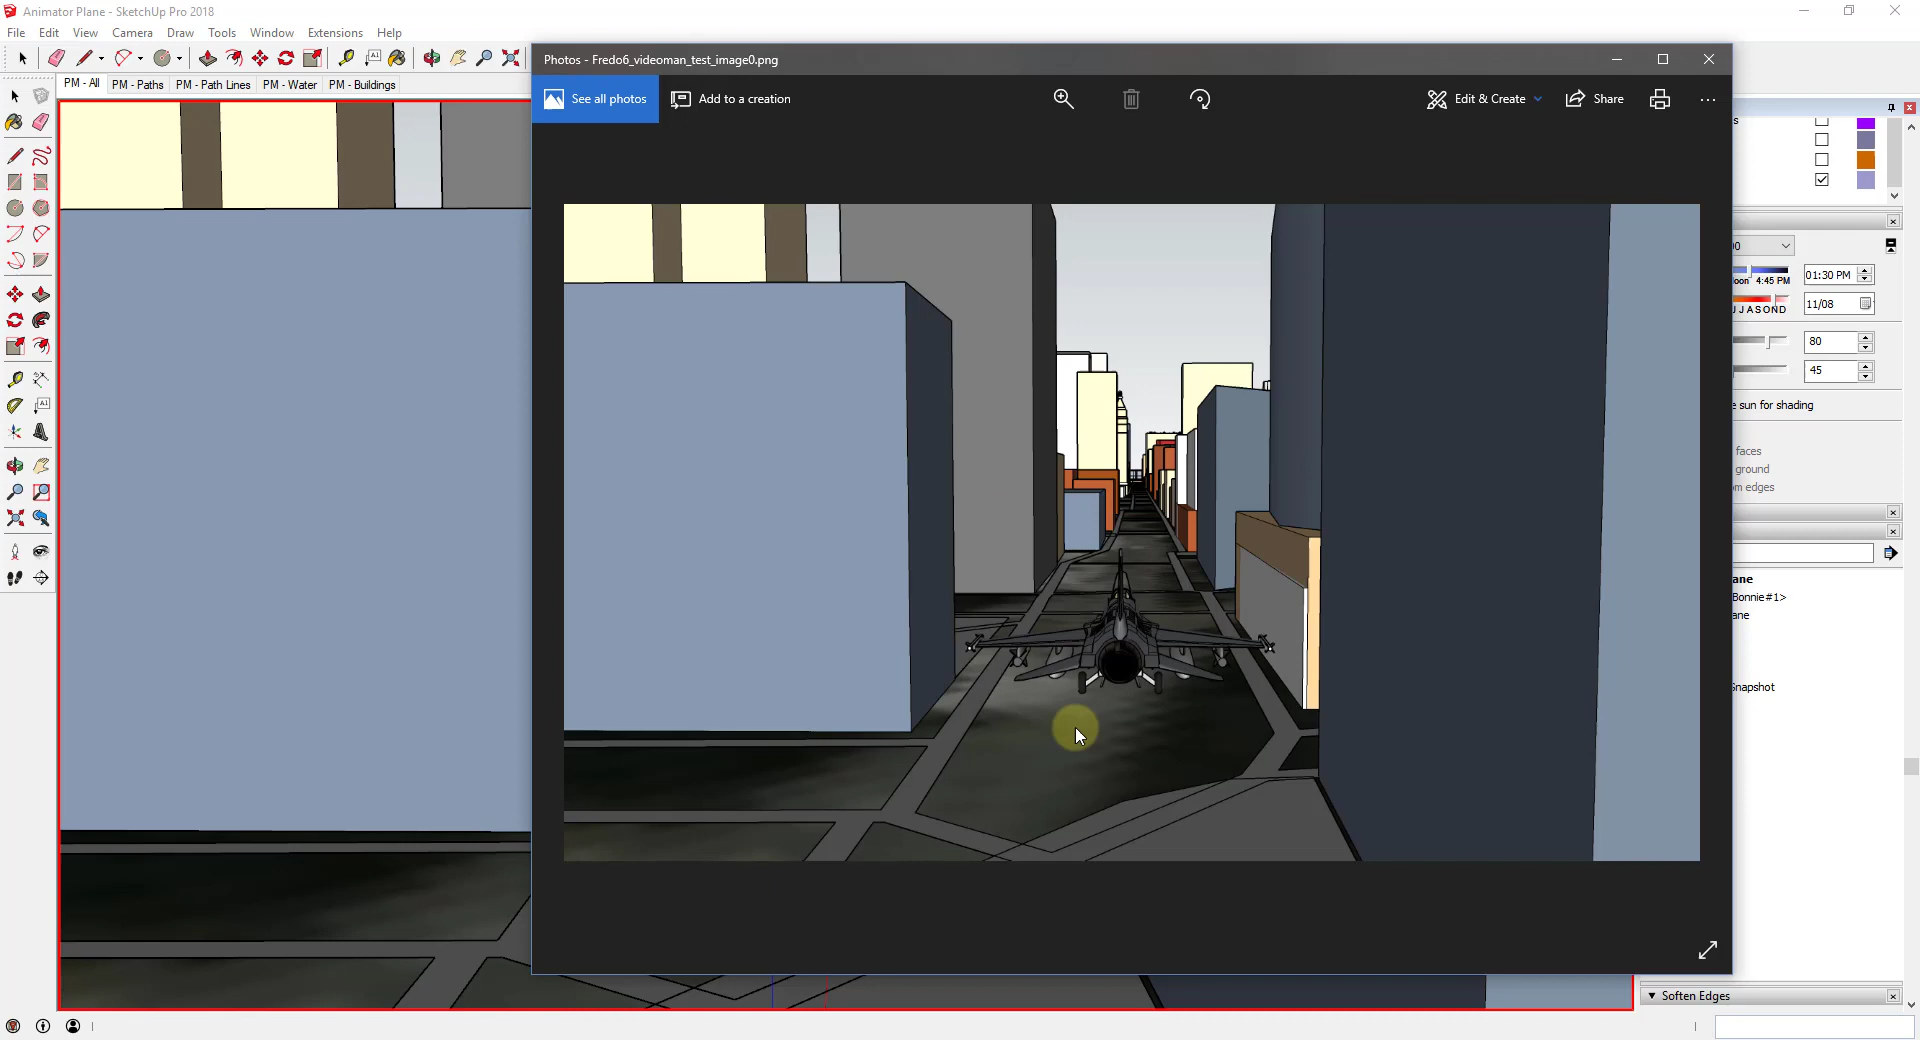 Animator Plane - SketchUp Pro 2018
File Edit View Camera Draw Tools Window Extensions Help
PM - All PM - Paths PM - Path Lines PM - Water PM - Buildings
Photos - Fredo6_videoman_test_image0.png
See all photos Add to a creation Edit & Create Share
01:30 PM
4:45 PM
J A S O N D
11/08
80
45
sun for shading
faces
ground
edges
Bonnie#1>
Soften Edges